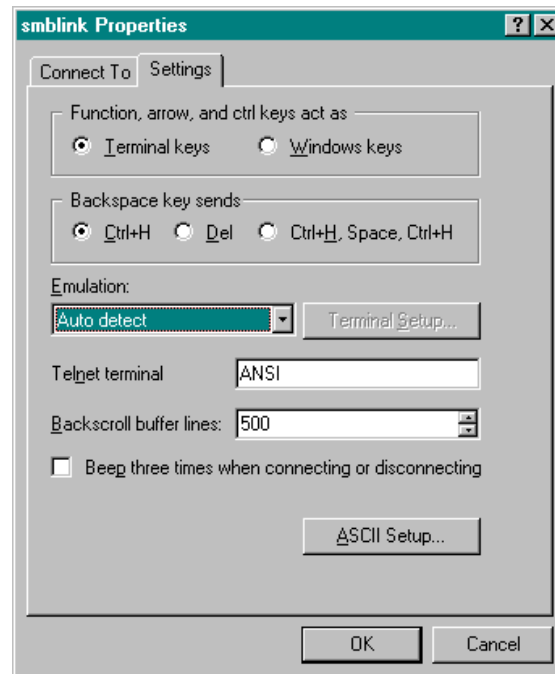 smblink Properties
Connect To Settings
Function, arrow, and ctrl keys act as
Terminal keys Windows keys
Backspace key sends
Ctrl+H Del Ctrl+H, Space, Ctrl+H
Emulation:
Auto detect Terminal Setup...
Telnet terminal ANSI
Backscroll buffer lines: 500
Beep three times when connecting or disconnecting
ASCII Setup...
OK Cancel